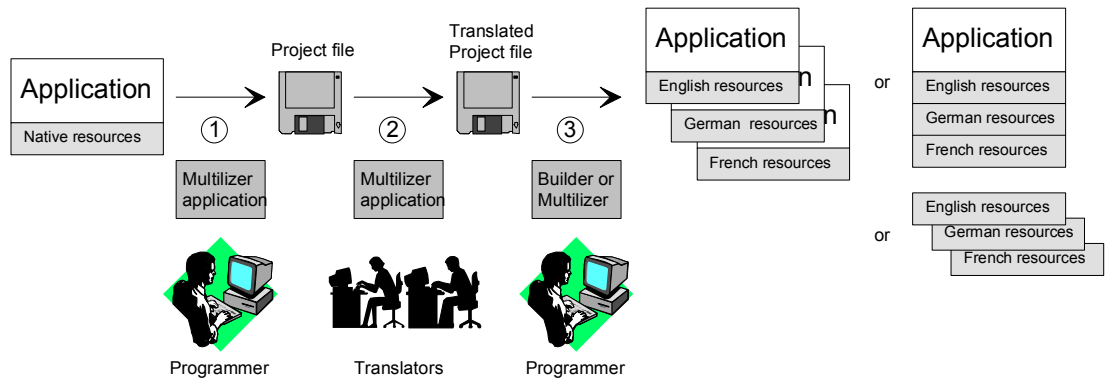 Application
Native resources
1
Multilizer
application
Programmer
Project file
2
Multilizer
application
Translators
Translated
Project file
3
Builder or
Multilizer
Programmer
Application
English resources
n
German resources
n
French resources
or
Application
English resources
German resources
French resources
or
English resources
German resources
French resources